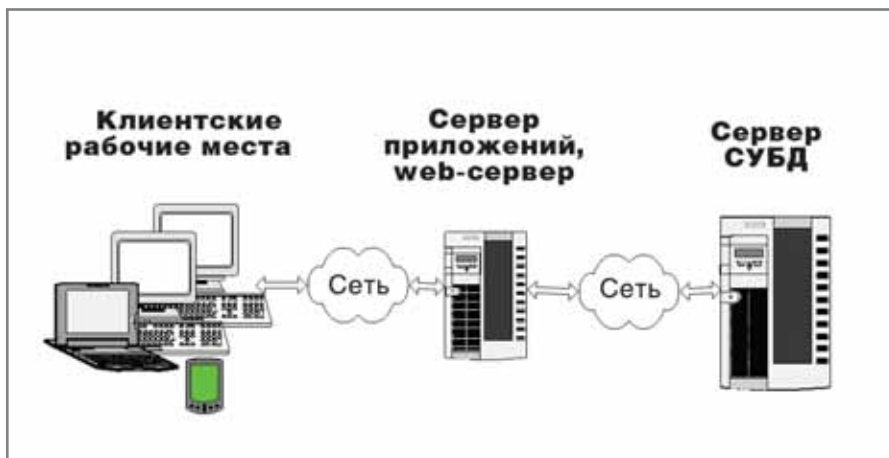 Клиентские
рабочие места
Сервер
приложений,
web-сервер
Сервер
СУБД
Сеть
Сеть